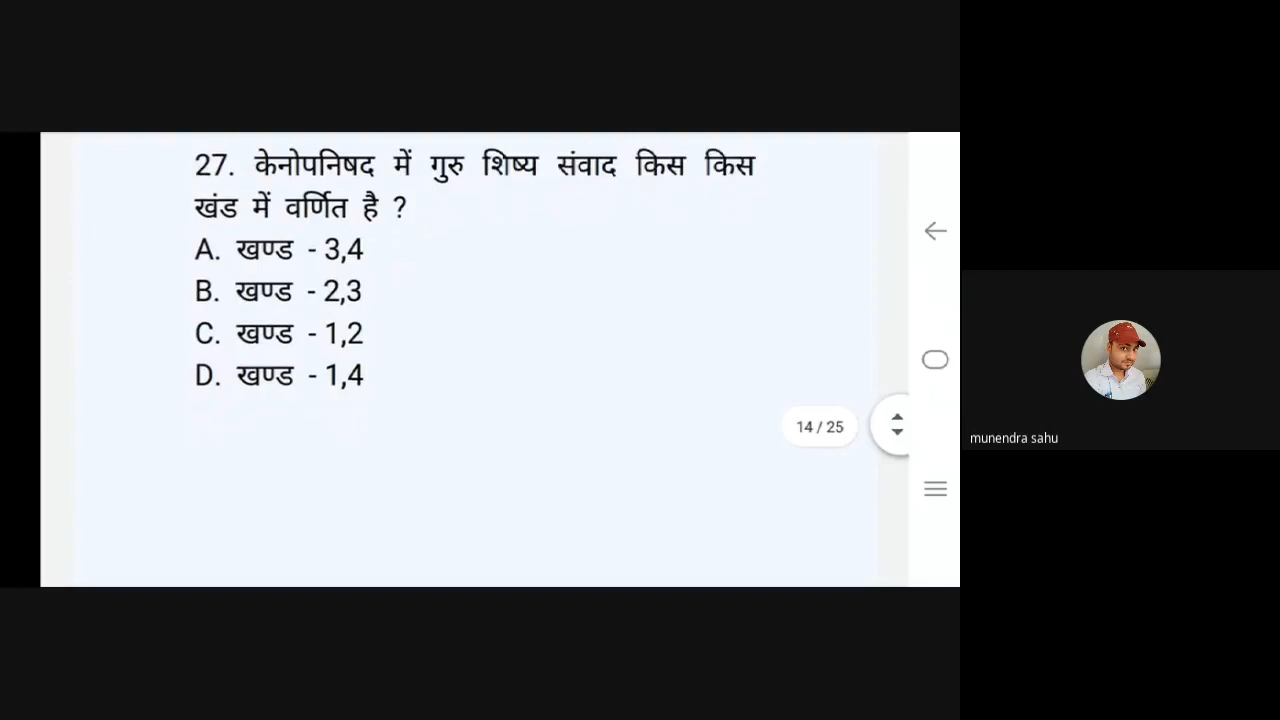 27. केनोपनिषद में गुरु शिष्य संवाद किस किस
खंड में वर्णित है ?
A. खण्ड - 3,4
B. खण्ड - 2,3
C. खण्ड - 1,2
D. खण्ड - 1,4
14 / 25
munendra sahu